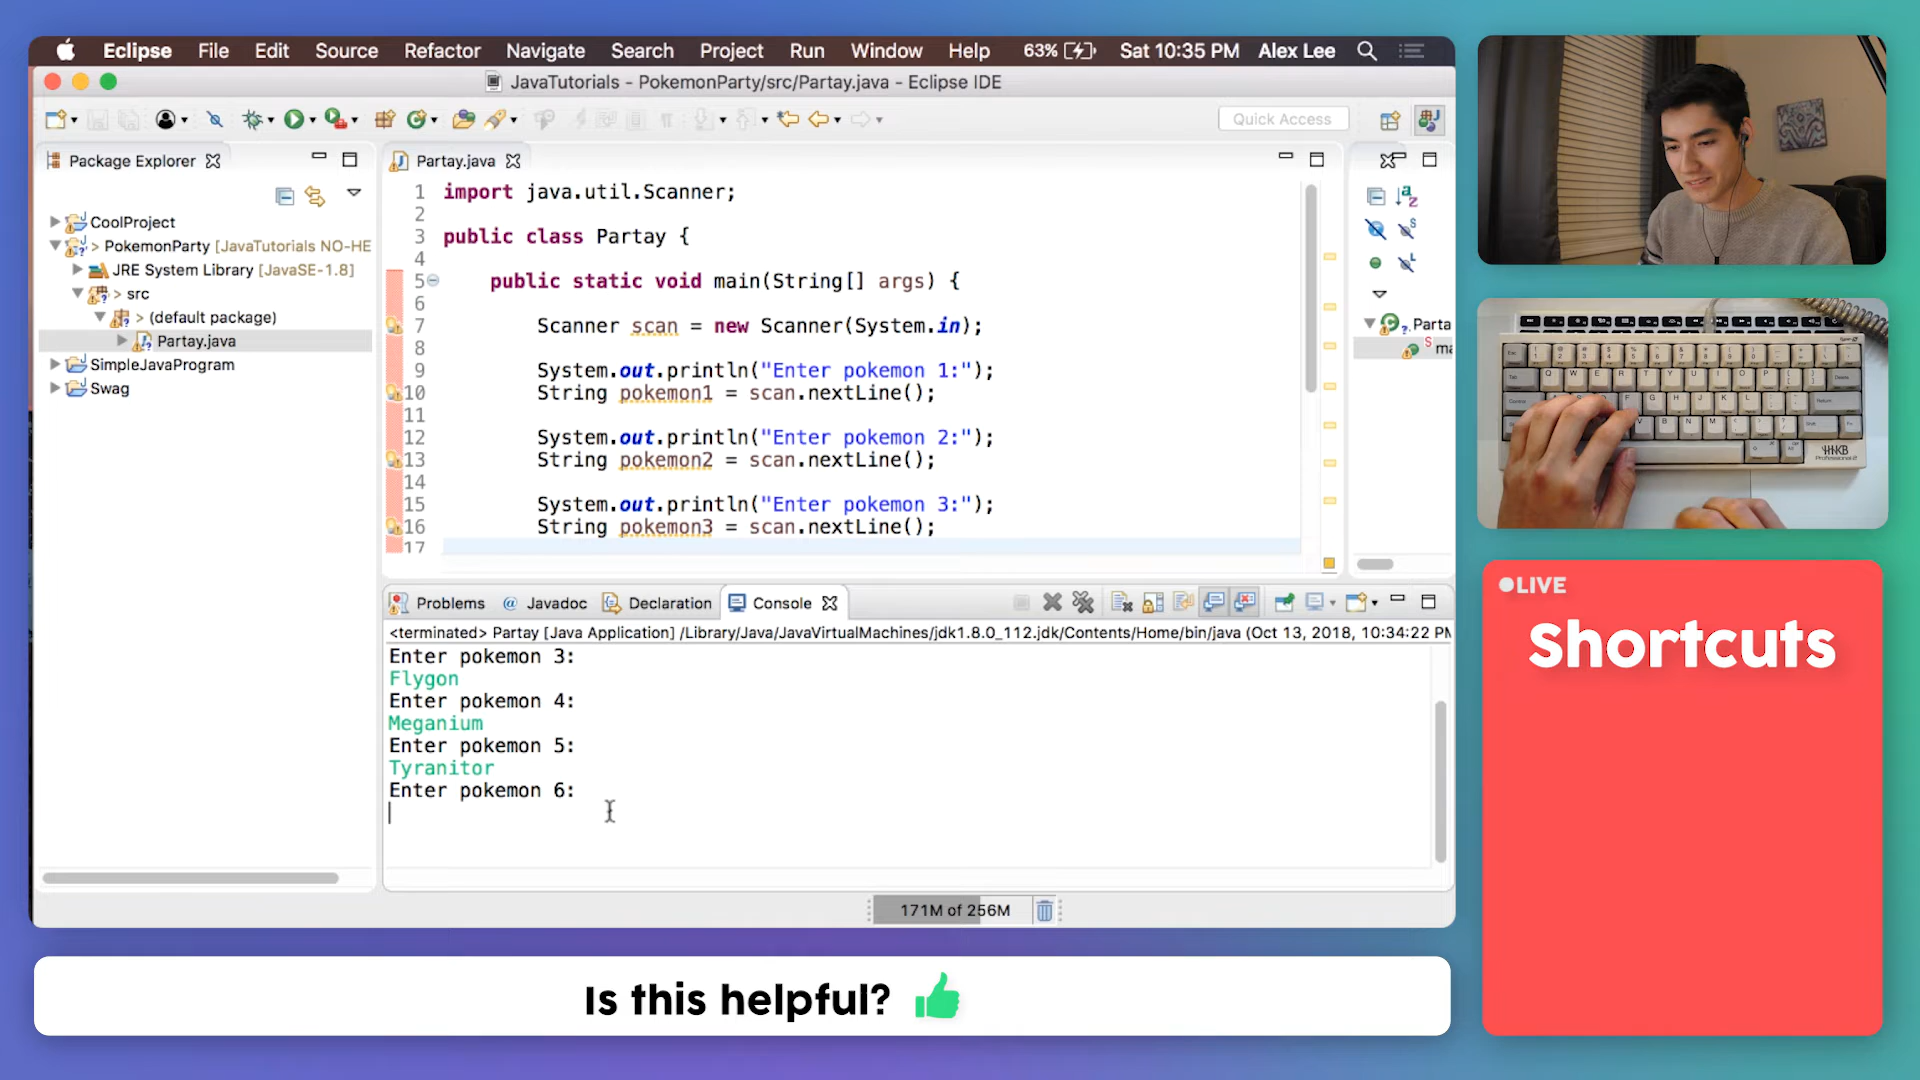 Eclipse File Edit Source Refactor Navigate Search Project Run Window Help 63% Sat 10:35 PM Alex Lee
JavaTutorials - PokemonParty/src/Partay.java - Eclipse IDE
Quick Access
Package Explorer
CoolProject
> PokemonParty [JavaTutorials NO-HE
JRE System Library [JavaSE-1.8]
> src
> (default package)
Partay.java
SimpleJavaProgram
Swag
Partay.java
1 import java.util.Scanner;
2
3 public class Partay {
4
5 public static void main(String[] args) {
6
7 Scanner scan = new Scanner(System.in);
8
9 System.out.println("Enter pokemon 1:");
10 String pokemon1 = scan.nextLine();
11
12 System.out.println("Enter pokemon 2:");
13 String pokemon2 = scan.nextLine();
14
15 System.out.println("Enter pokemon 3:");
16 String pokemon3 = scan.nextLine();
17
Parta
S ma
Problems @ Javadoc Declaration Console
<terminated> Partay [Java Application] /Library/Java/JavaVirtualMachines/jdk1.8.0_112.jdk/Contents/Home/bin/java (Oct 13, 2018, 10:34:22 PM
Enter pokemon 3:
Flygon
Enter pokemon 4:
Meganium
Enter pokemon 5:
Tyranitor
Enter pokemon 6:
171M of 256M
Is this helpful?
HHKB
Professional 2
LIVE
Shortcuts